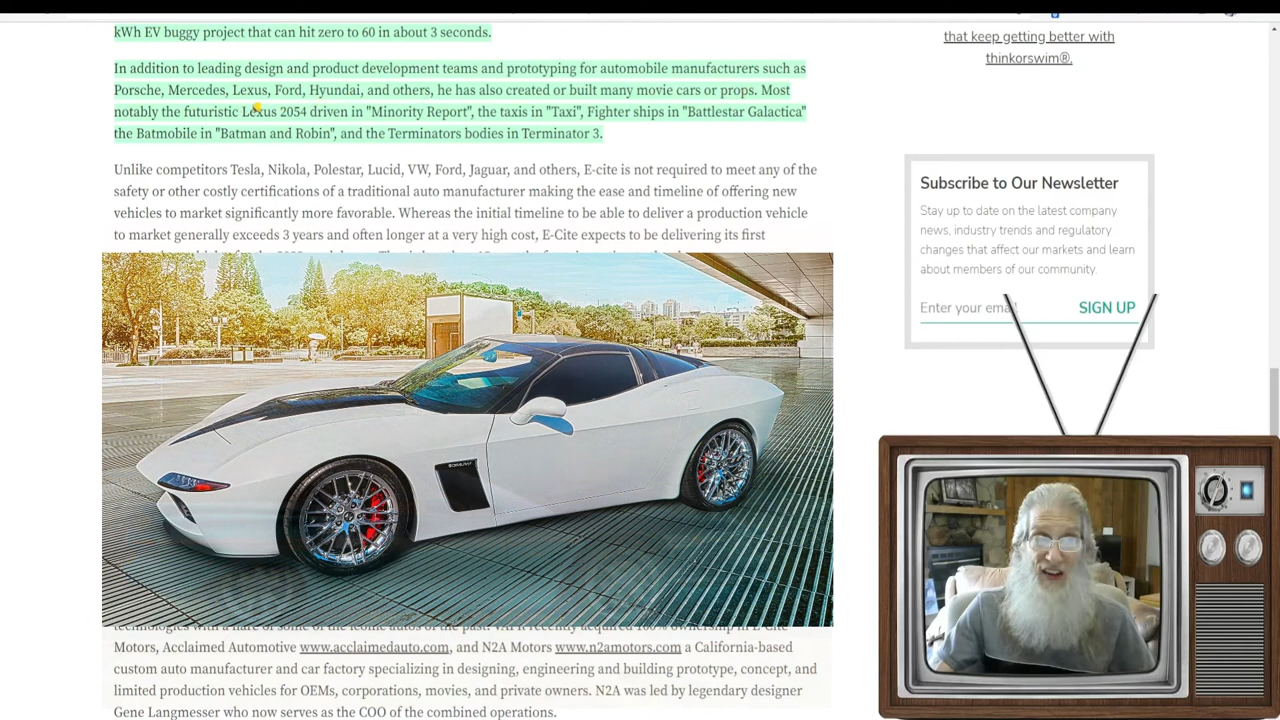 kWh EV buggy project that can hit zero to 60 in about 3 seconds.
In addition to leading design and product development teams and prototyping for automobile manufacturers such as
Porsche, Mercedes, Lexus, Ford, Hyundai, and others, he has also created or built many movie cars or props. Most
notably the futuristic Lexus 2054 driven in "Minority Report", the taxis in "Taxi", Fighter ships in "Battlestar Galactica"
the Batmobile in "Batman and Robin", and the Terminators bodies in Terminator 3.
Unlike competitors Tesla, Nikola, Polestar, Lucid, VW, Ford, Jaguar, and others, E-cite is not required to meet any of the
safety or other costly certifications of a traditional auto manufacturer making the ease and timeline of offering new
vehicles to market significantly more favorable. Whereas the initial timeline to be able to deliver a production vehicle
to market generally exceeds 3 years and often longer at a very high cost, E-Cite expects to be delivering its first
Motors, Acclaimed Automotive www.acclaimedauto.com, and N2A Motors www.n2amotors.com a California-based
custom auto manufacturer and car factory specializing in designing, engineering and building prototype, concept, and
limited production vehicles for OEMs, corporations, movies, and private owners. N2A was led by legendary designer
Gene Langmesser who now serves as the COO of the combined operations.
that keep getting better with
thinkorswim®.
Subscribe to Our Newsletter
Stay up to date on the latest company
news, industry trends and regulatory
changes that affect our markets and learn
about members of our community.
Enter your email
SIGN UP